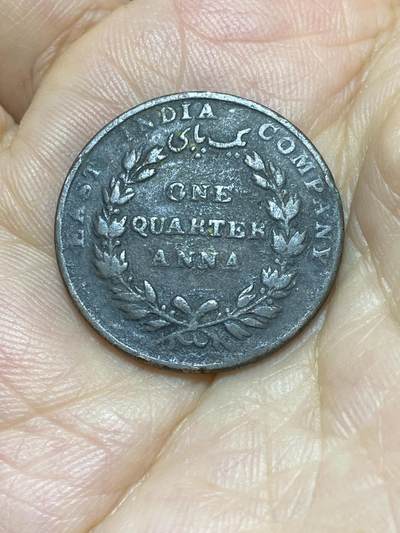 EAST INDIA COMPANY
ONE
QUARTER
ANNA